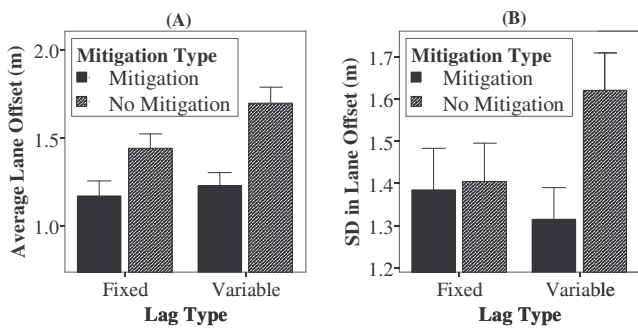 (A)
Average Lane Offset (m)
2.0
1.5
1.0
Mitigation Type
Mitigation
No Mitigation
Fixed
Variable
Lag Type
(B)
SD in Lane Offset (m)
1.7
1.6
1.5
1.4
1.3
1.2
Mitigation Type
Mitigation
No Mitigation
Fixed
Variable
Lag Type